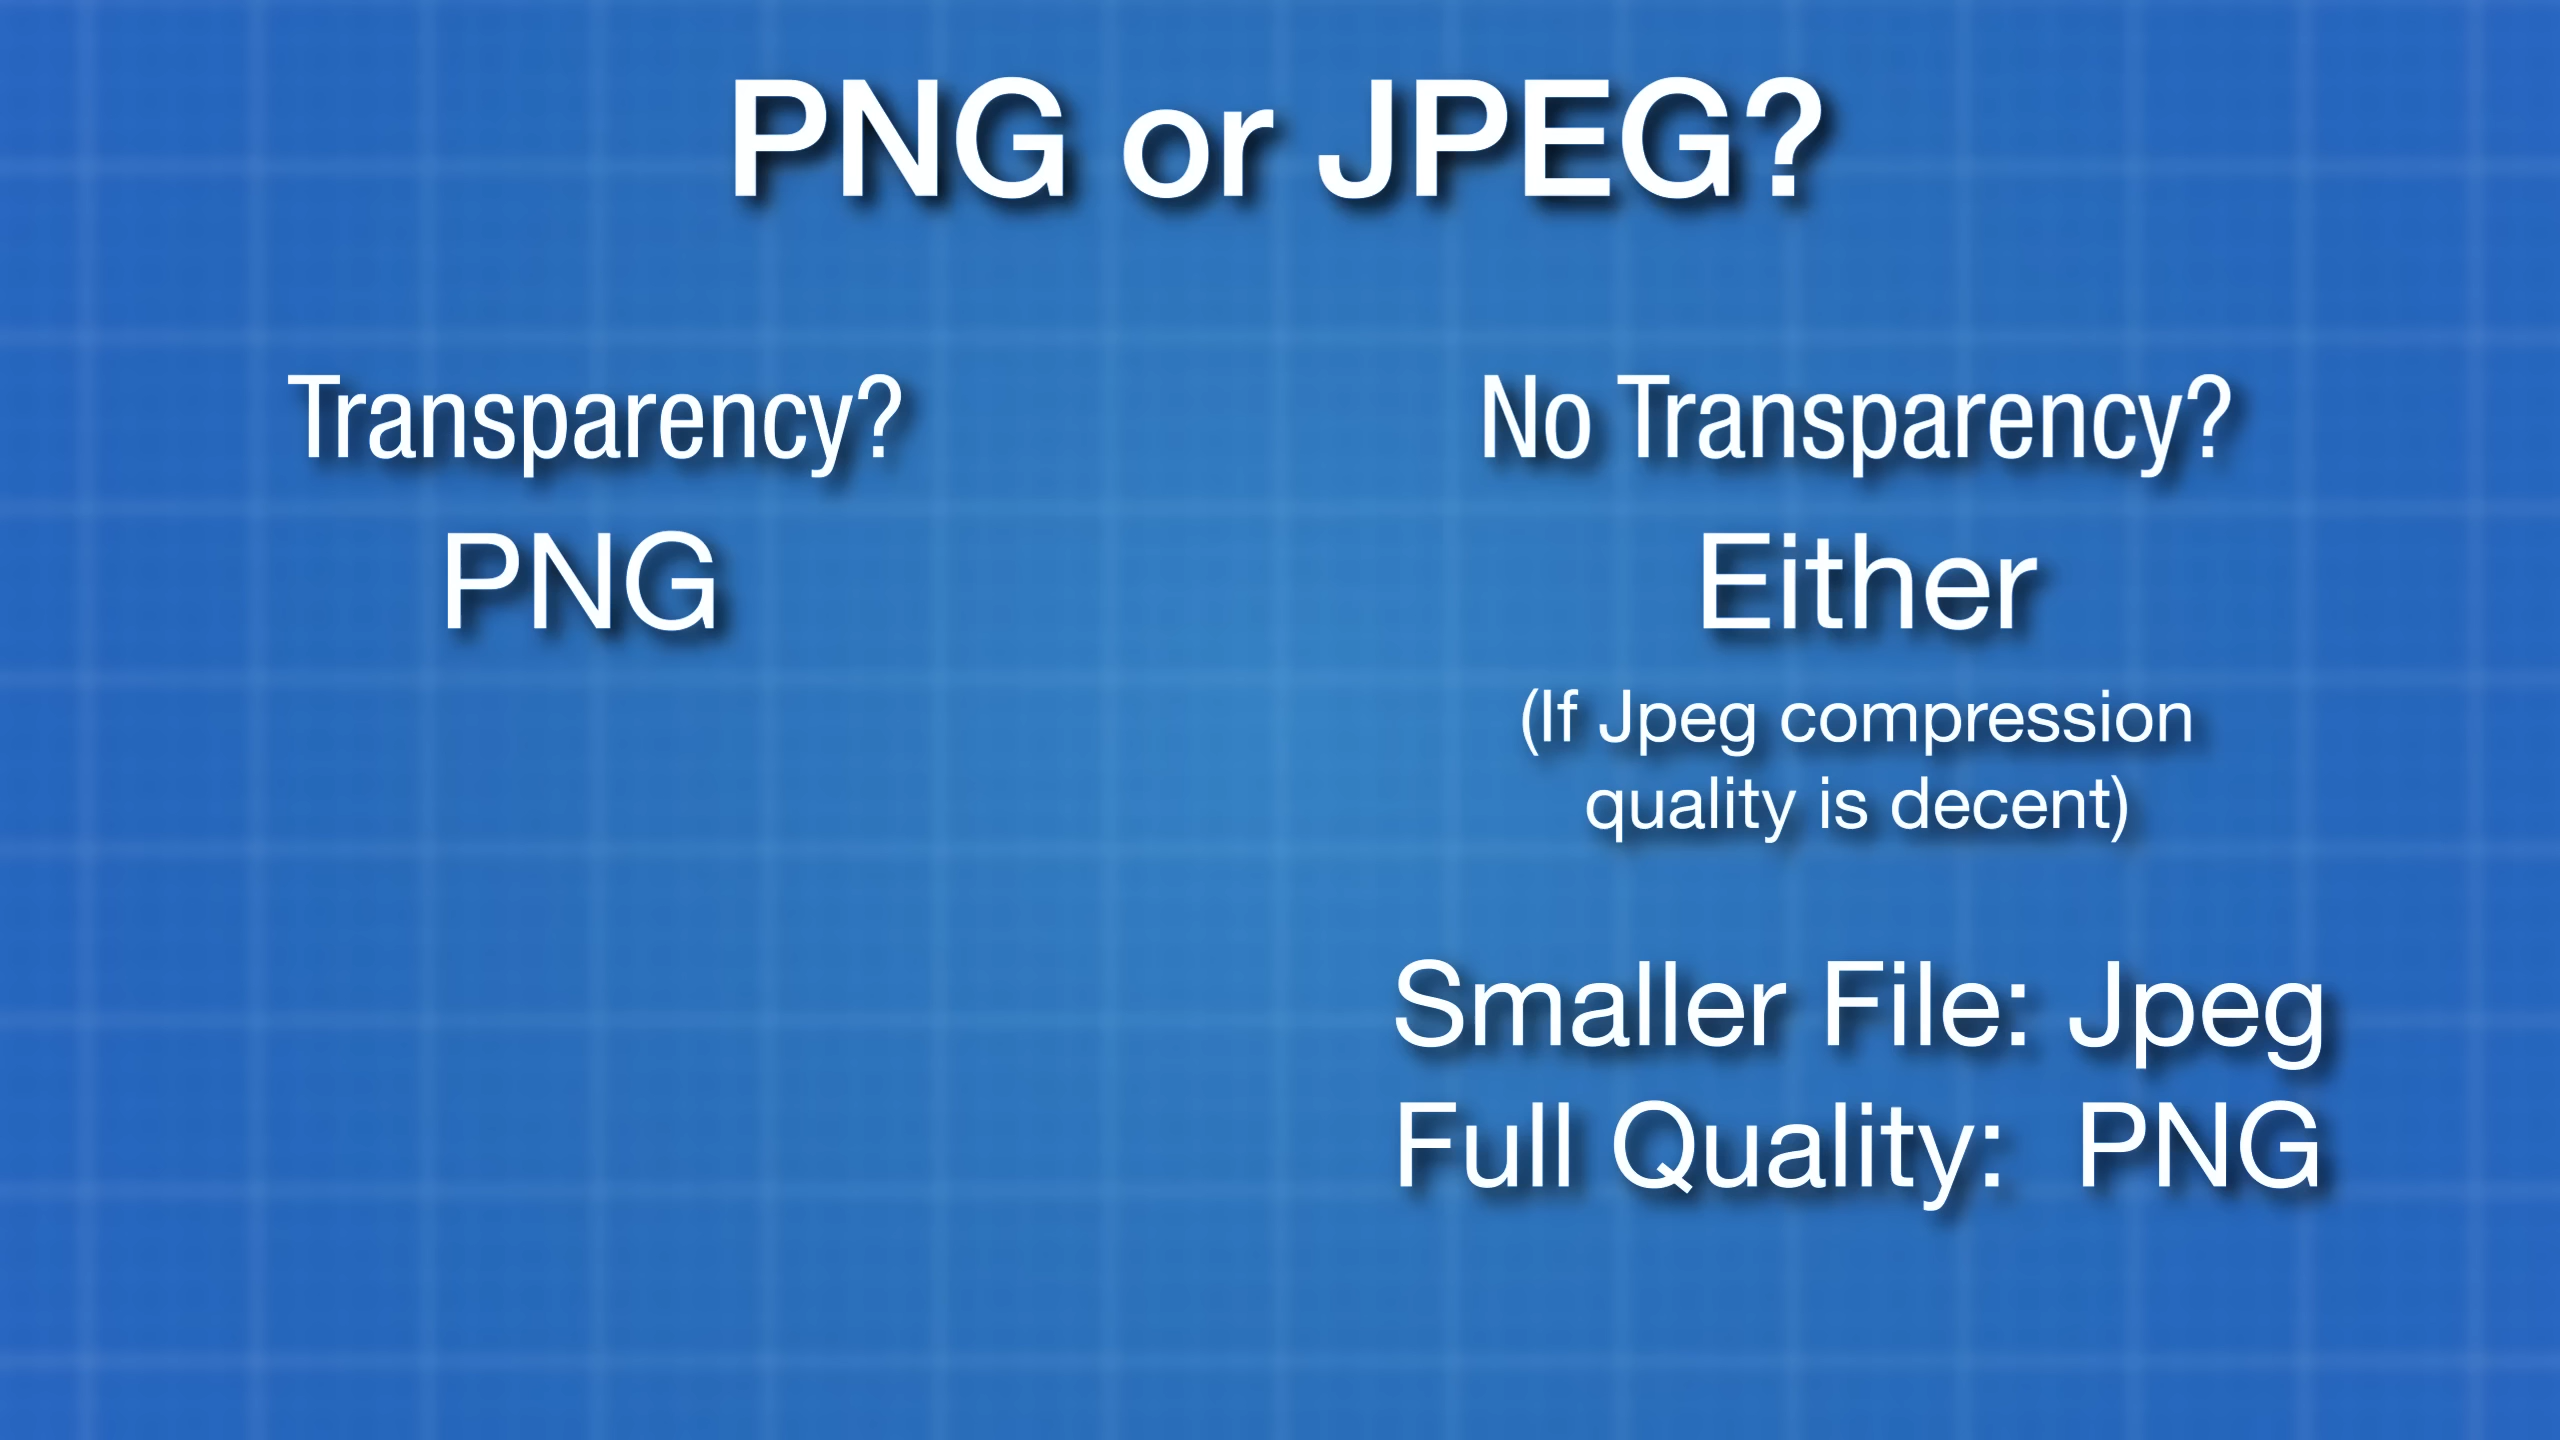 PNG or JPEG?
Transparency?
PNG
No Transparency?
Either
(If Jpeg compression
quality is decent)
Smaller File: Jpeg
Full Quality: PNG